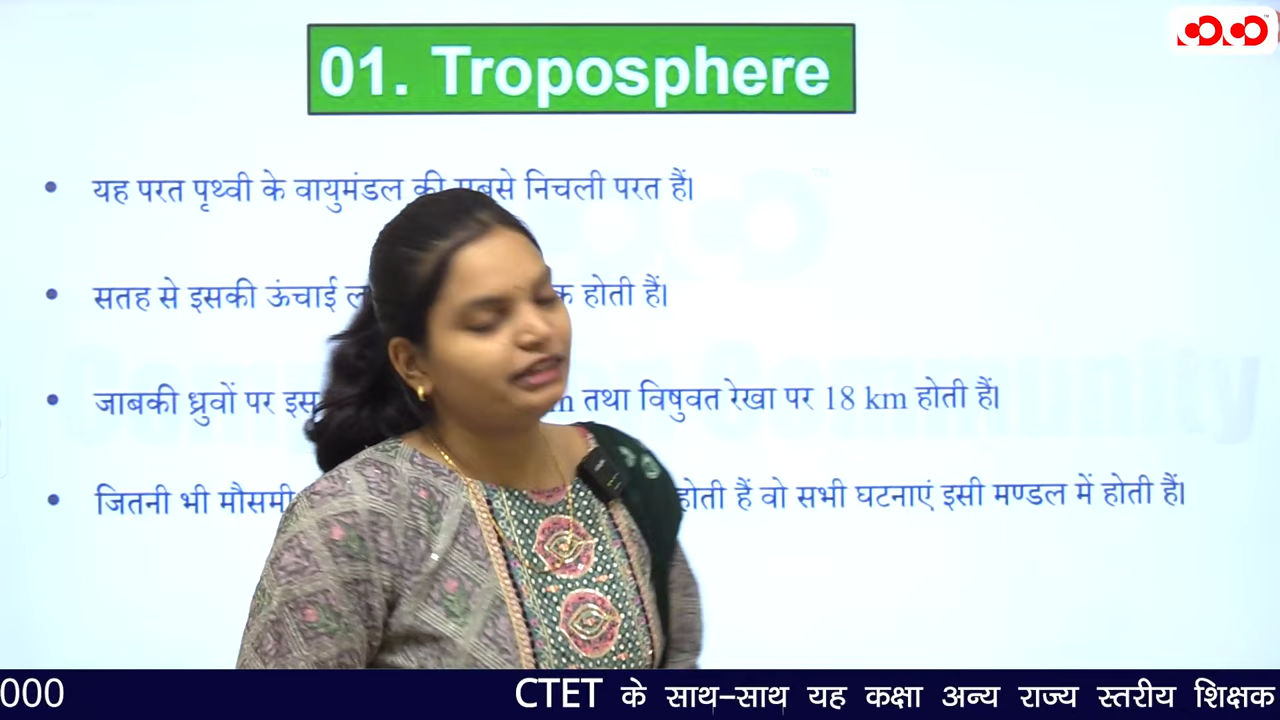 01. Troposphere
यह परत पृथ्वी के वायुमंडल की सबसे निचली परत हैं।
सतह से इसकी ऊंचाई होती हैं।
जाबकी ध्रुवों पर तथा विषुवत रेखा पर 18 km होती हैं।
जितनी भी मौसमी होती हैं वो सभी घटनाएं इसी मण्डल में होती हैं।
000 CTET के साथ-साथ यह कक्षा अन्य राज्य स्तरीय शिक्षक